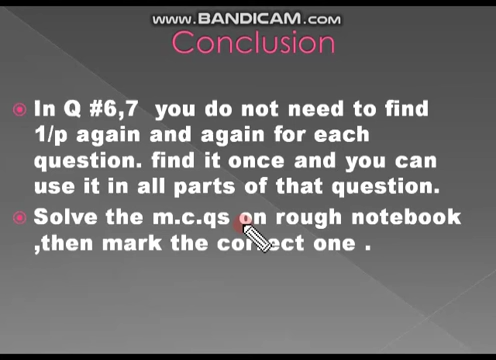 www.BANDICAM.com
Conclusion
In Q #6,7 you do not need to find
1/p again and again for each
question. find it once and you can
use it in all parts of that question.
Solve the m.c.qs on rough notebook
,then mark the correct one .